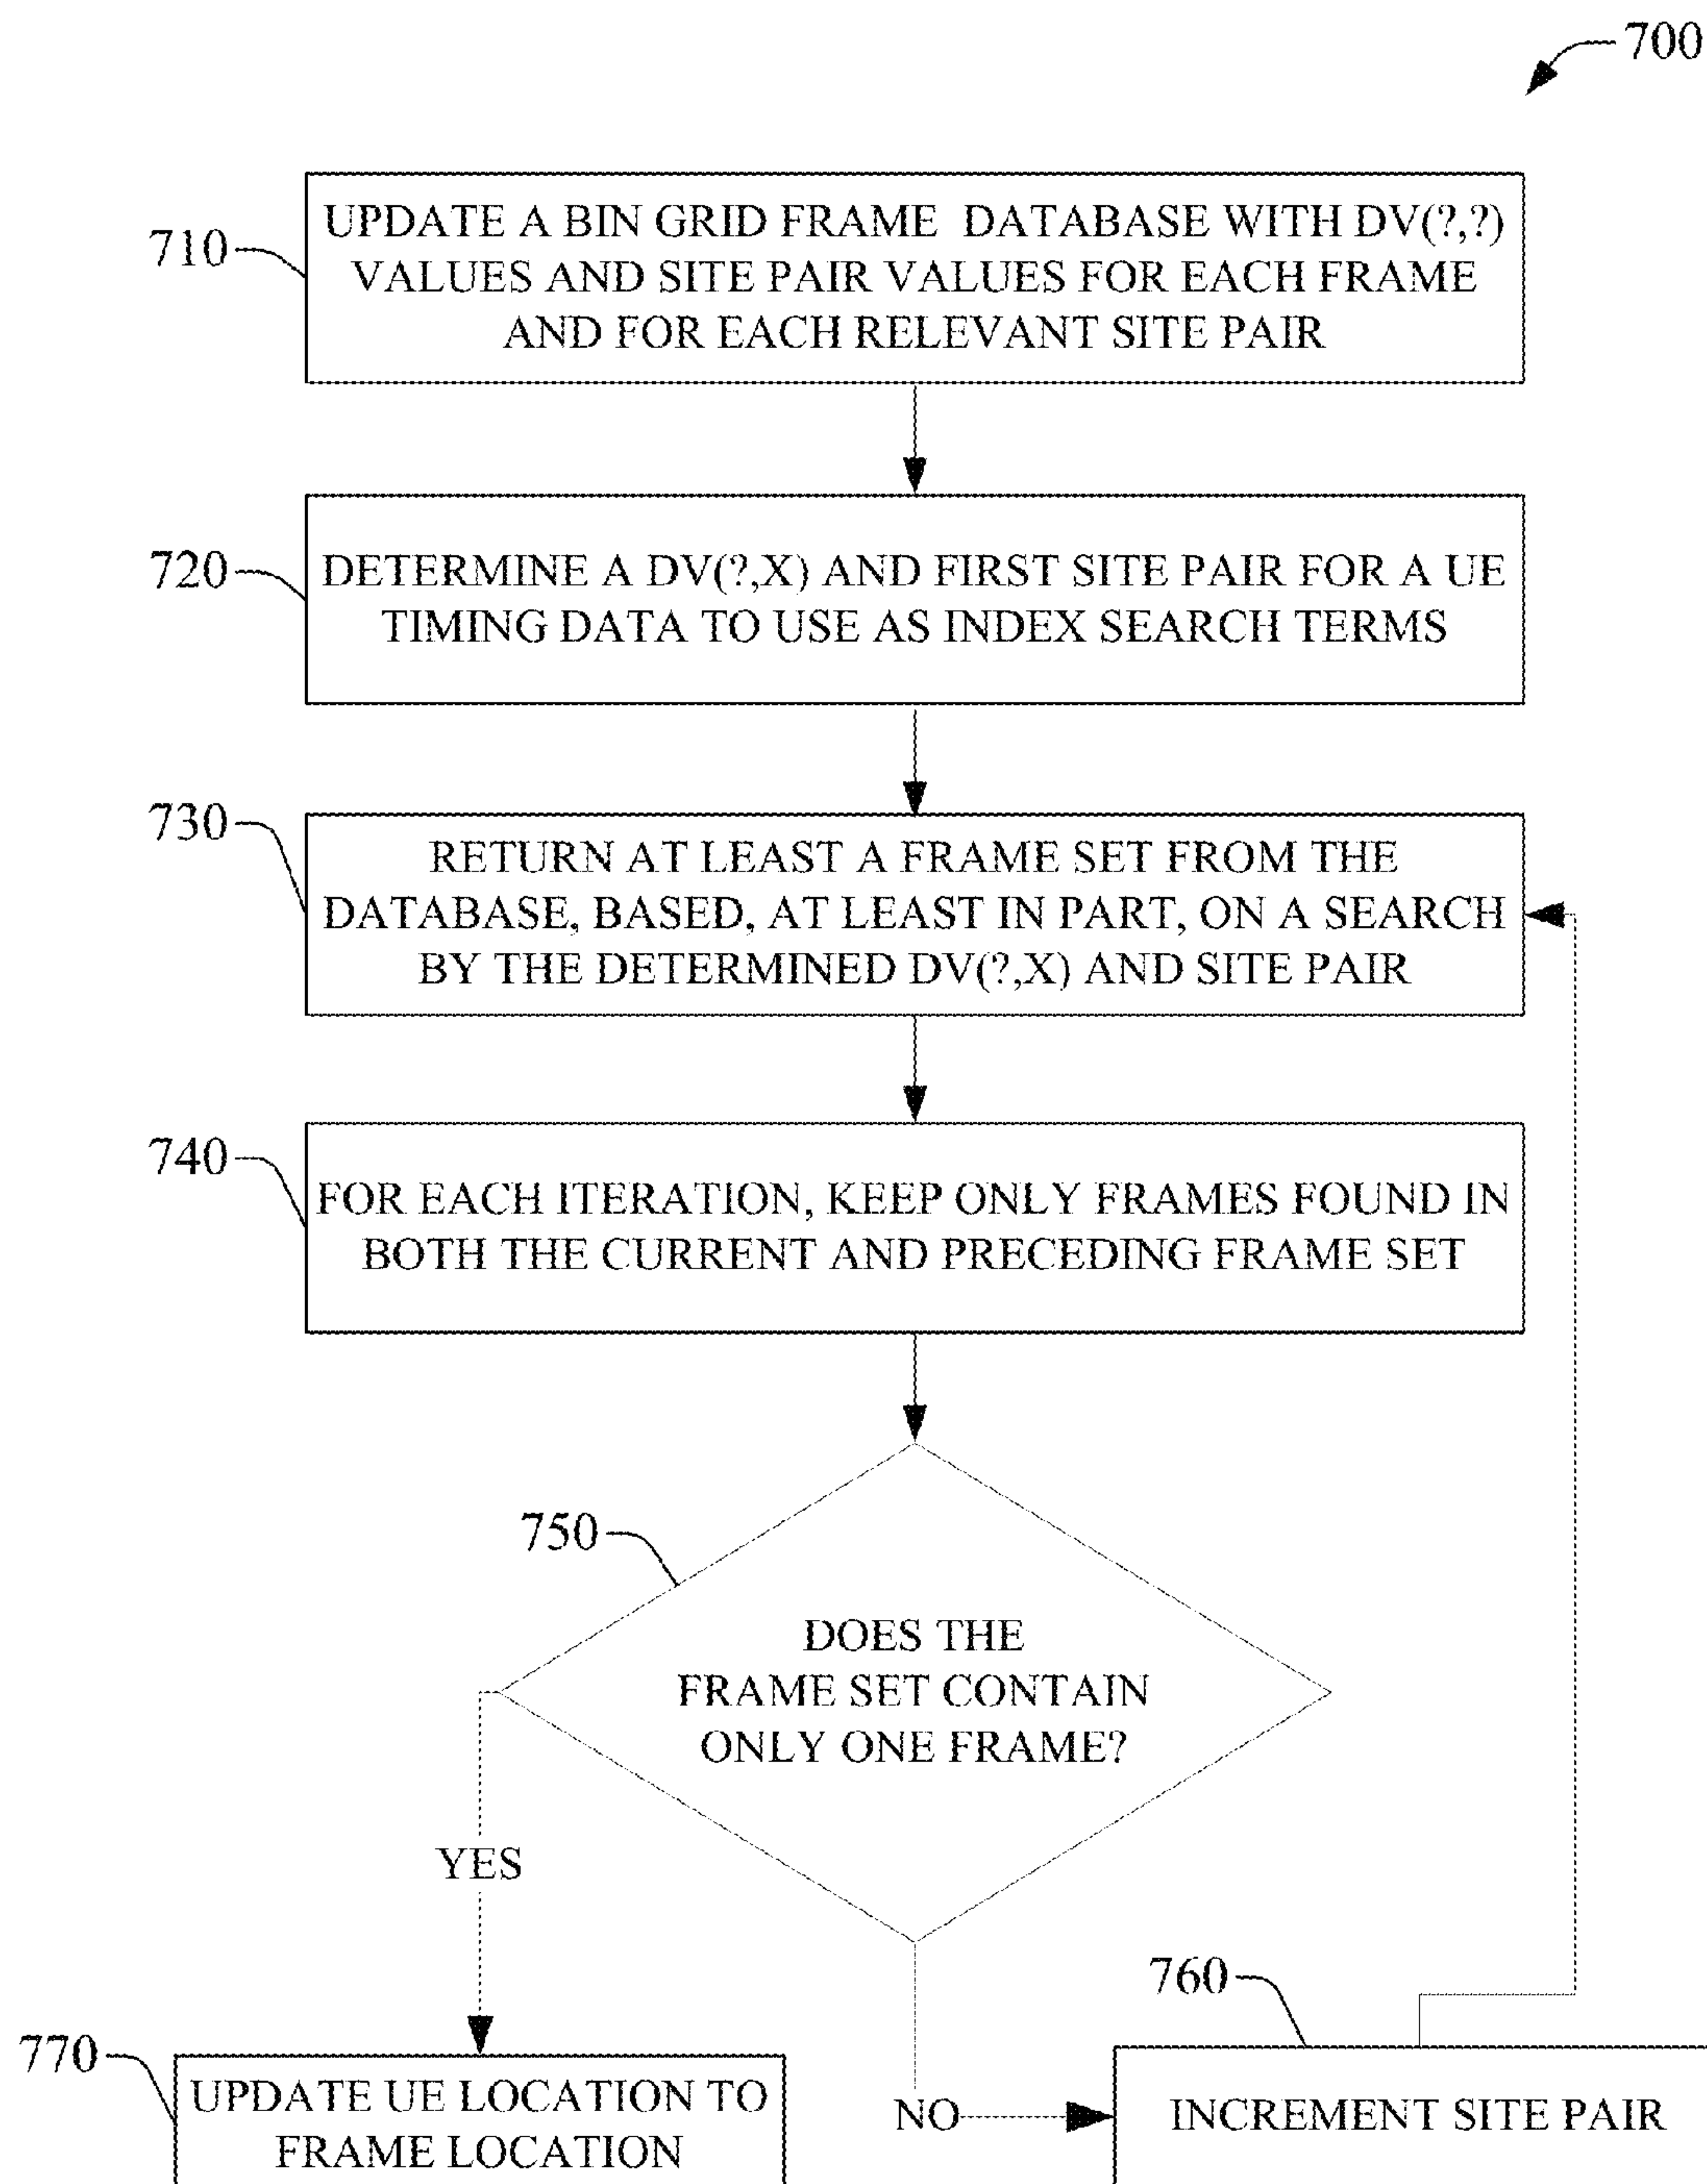 700
710
UPDATE A BIN GRID FRAME DATABASE WITH DV(?,?)
VALUES AND SITE PAIR VALUES FOR EACH FRAME
AND FOR EACH RELEVANT SITE PAIR
720
DETERMINE A DV(?,X) AND FIRST SITE PAIR FOR A UE
TIMING DATA TO USE AS INDEX SEARCH TERMS
730
RETURN AT LEAST A FRAME SET FROM THE
DATABASE, BASED, AT LEAST IN PART, ON A SEARCH
BY THE DETERMINED DV(?,X) AND SITE PAIR
740
FOR EACH ITERATION, KEEP ONLY FRAMES FOUND IN
BOTH THE CURRENT AND PRECEDING FRAME SET
750
DOES THE
FRAME SET CONTAIN
ONLY ONE FRAME?
YES
760
770
UPDATE UE LOCATION TO
FRAME LOCATION
NO
INCREMENT SITE PAIR